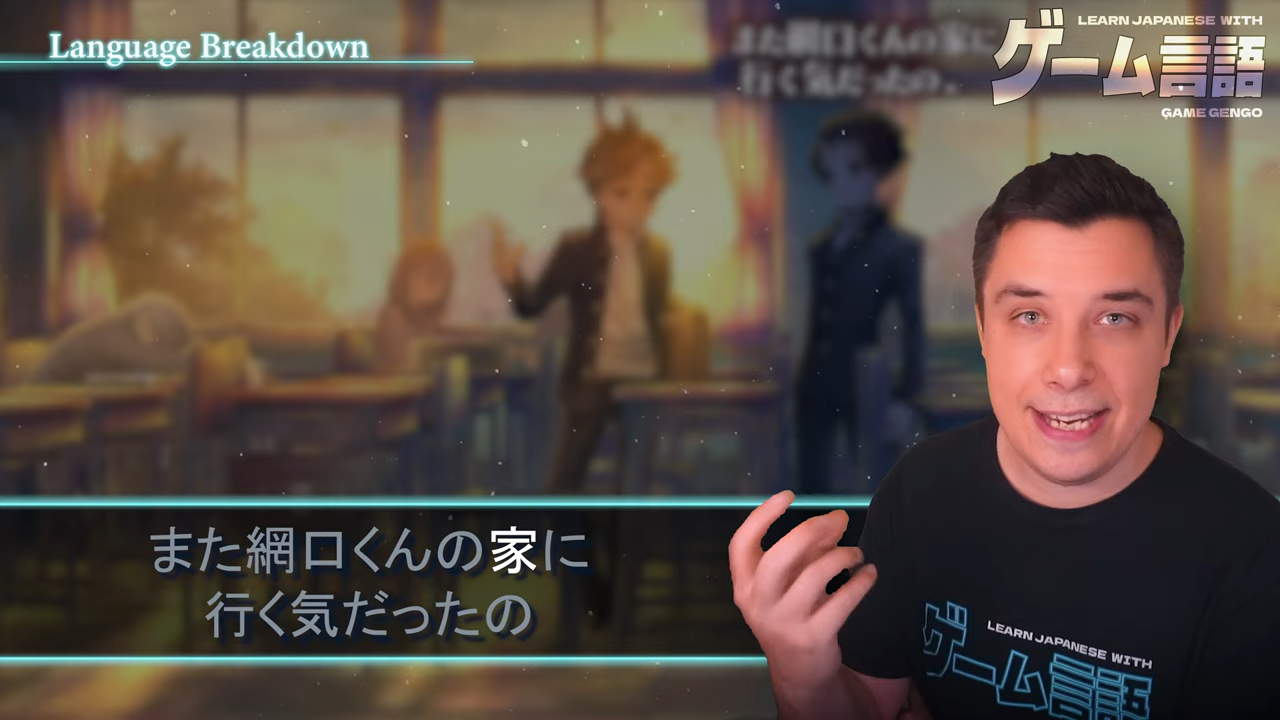 Language Breakdown
また網口くんの家に
行く気だったの。
LEARN JAPANESE WITH
ゲーム言語
GAME GENGO
また網口くんの家に
行く気だったの
LEARN JAPANESE WITH
ゲーム言語